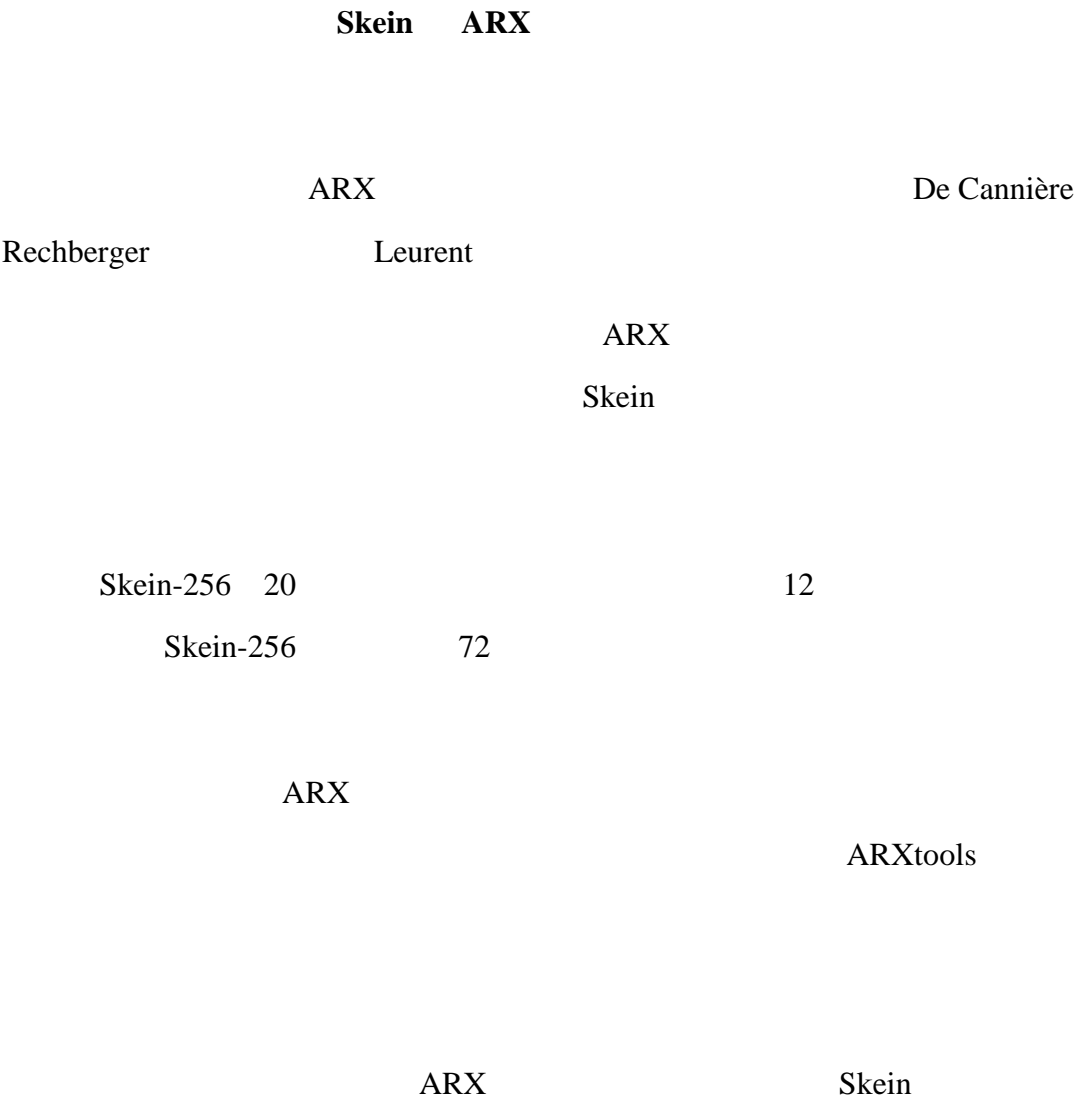 Skein ARX
ARX De Cannière
Rechberger Leurent
ARX
Skein
Skein-256 20 12
Skein-256 72
ARX
ARXtools
ARX Skein